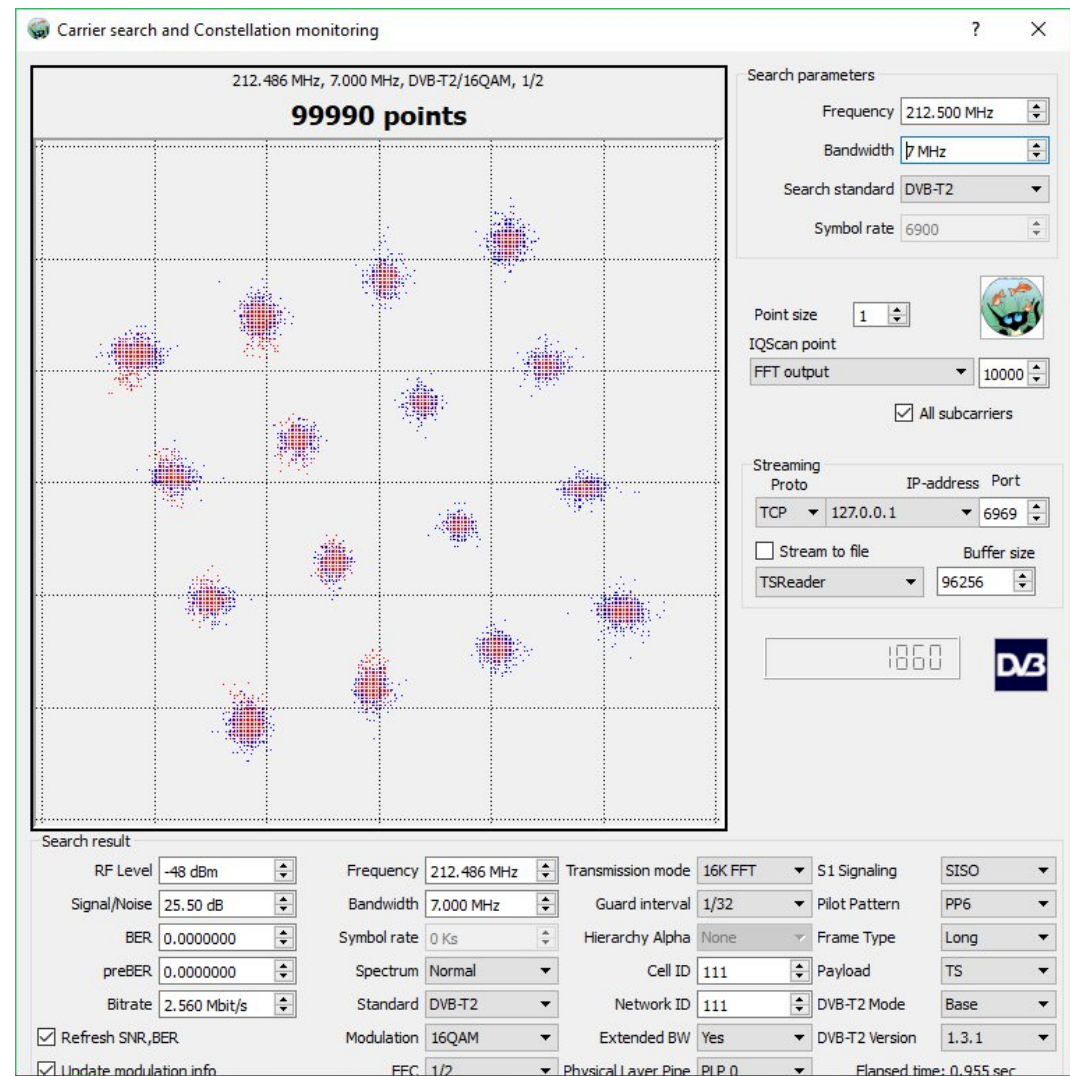 Carrier search and Constellation monitoring ?
212.486 MHz, 7.000 MHz, DVB-T2/16QAM, 1/2
99990 points
Search parameters
Frequency 212.500 MHz
Bandwidth 7 MHz
Search standard DVB-T2
Symbol rate 6900
Point size 1
IQScan point
FFT output 10000
All subcarriers
Streaming
Proto IP-address Port
TCP 127.0.0.1 6969
Stream to file Buffer size
TSReader 96256
1860 DVB
Search result
RF Level -48 dBm Frequency 212.486 MHz Transmission mode 16K FFT S1 Signaling SISO
Signal/Noise 25.50 dB Bandwidth 7.000 MHz Guard interval 1/32 Pilot Pattern PP6
BER 0.0000000 Symbol rate 0 Ks Hierarchy Alpha None Frame Type Long
preBER 0.0000000 Spectrum Normal Cell ID 111 Payload TS
Bitrate 2.560 Mbit/s Standard DVB-T2 Network ID 111 DVB-T2 Mode Base
Refresh SNR,BER Modulation 16QAM Extended BW Yes DVB-T2 Version 1.3.1
Update modulation info FEC 1/2 Physical Layer Pipe PLP 0 Elapsed time: 0.955 sec